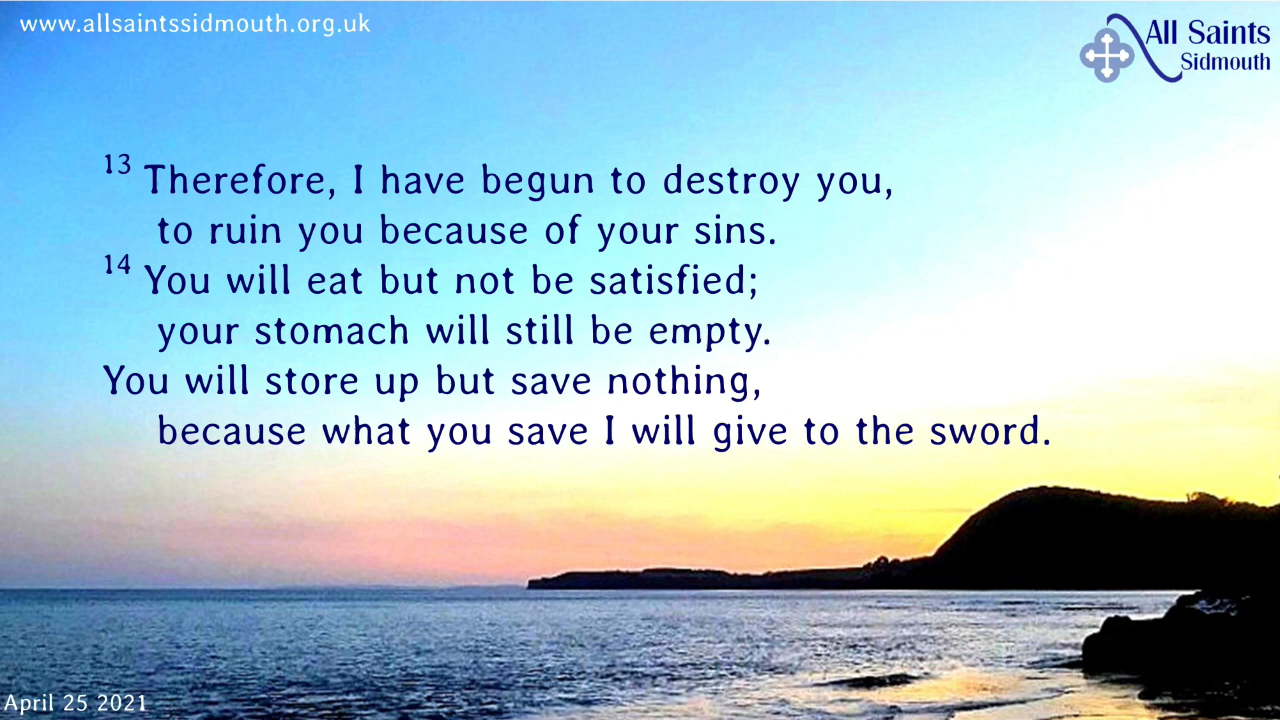 www.allsaintssidmouth.org.uk
All Saints
Sidmouth
13 Therefore, I have begun to destroy you,
to ruin you because of your sins.
14 You will eat but not be satisfied;
your stomach will still be empty.
You will store up but save nothing,
because what you save I will give to the sword.
April 25 2021